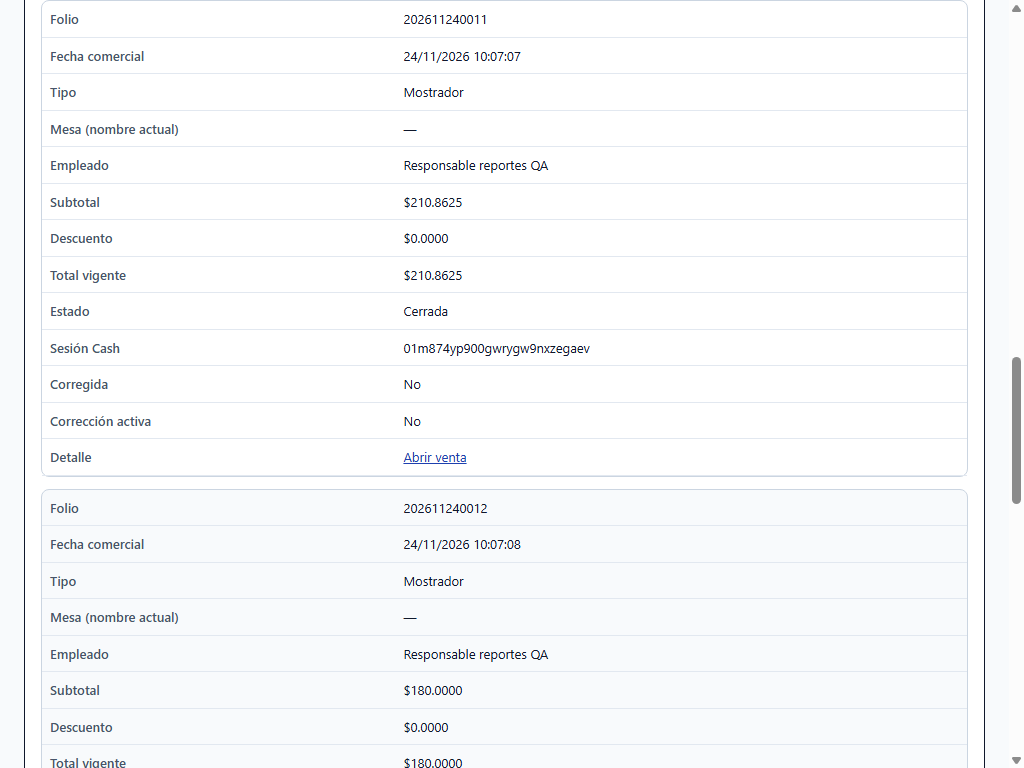 Folio 202611240011
Fecha comercial 24/11/2026 10:07:07
Tipo Mostrador
Mesa (nombre actual) —
Empleado Responsable reportes QA
Subtotal $210.8625
Descuento $0.0000
Total vigente $210.8625
Estado Cerrada
Sesión Cash 01m874yp900gwrygw9nxzegaev
Corregida No
Corrección activa No
Detalle Abrir venta
Folio 202611240012
Fecha comercial 24/11/2026 10:07:08
Tipo Mostrador
Mesa (nombre actual) —
Empleado Responsable reportes QA
Subtotal $180.0000
Descuento $0.0000
Total vigente $180.0000